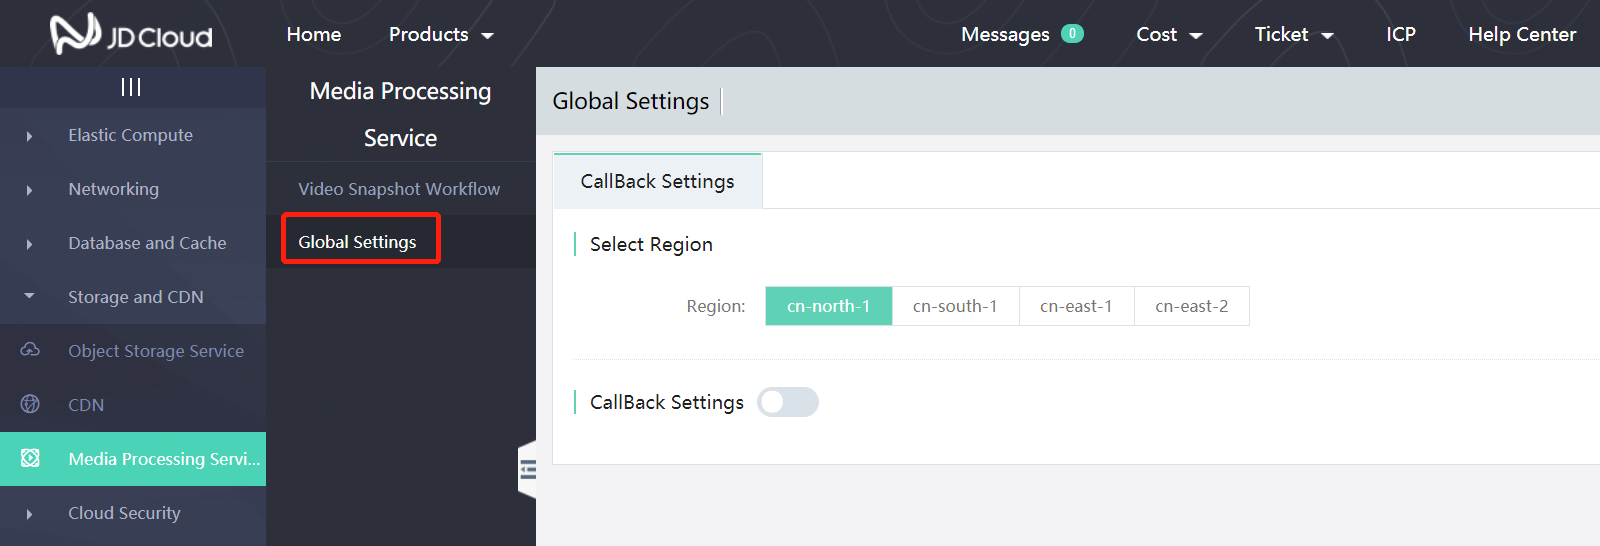 JD Cloud
Home
Products
Messages 0
Cost
Ticket
ICP
Help Center
Elastic Compute
Networking
Database and Cache
Storage and CDN
Object Storage Service
CDN
Media Processing Servi...
Cloud Security
Media Processing
Service
Video Snapshot Workflow
Global Settings
Global Settings
CallBack Settings
Select Region
Region: cn-north-1 cn-south-1 cn-east-1 cn-east-2
CallBack Settings